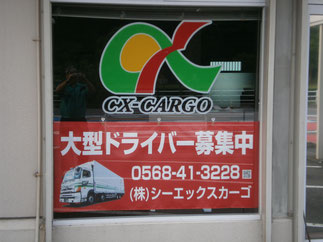 CX-CARGO
大型ドライバー募集中
0568-41-3228
(株)シーエックスカーゴ